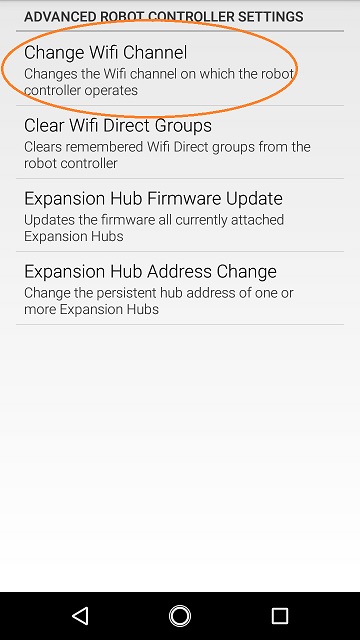 ADVANCED ROBOT CONTROLLER SETTINGS
Change Wifi Channel
Changes the Wifi channel on which the robot
controller operates
Clear Wifi Direct Groups
Clears remembered Wifi Direct groups from the
robot controller
Expansion Hub Firmware Update
Updates the firmware all currently attached
Expansion Hubs
Expansion Hub Address Change
Change the persistent hub address of one or
more Expansion Hubs